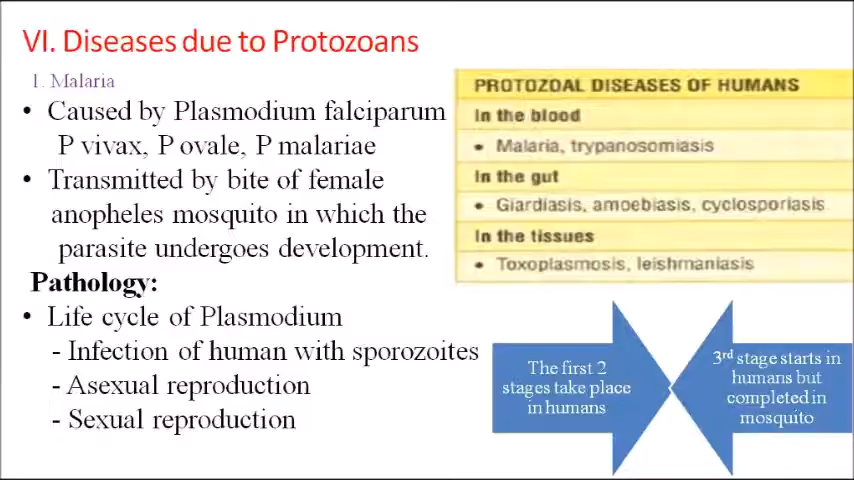 VI. Diseases due to Protozoans
1. Malaria
• Caused by Plasmodium falciparum
P vivax, P ovale, P malariae
• Transmitted by bite of female
anopheles mosquito in which the
parasite undergoes development.
Pathology:
• Life cycle of Plasmodium
- Infection of human with sporozoites
- Asexual reproduction
- Sexual reproduction
PROTOZOAL DISEASES OF HUMANS
In the blood
• Malaria, trypanosomiasis
In the gut
• Giardiasis, amoebiasis, cyclosporiasis
In the tissues
• Toxoplasmosis, leishmaniasis
The first 2
stages take place
in humans
3rd stage starts in
humans but
completed in
mosquito